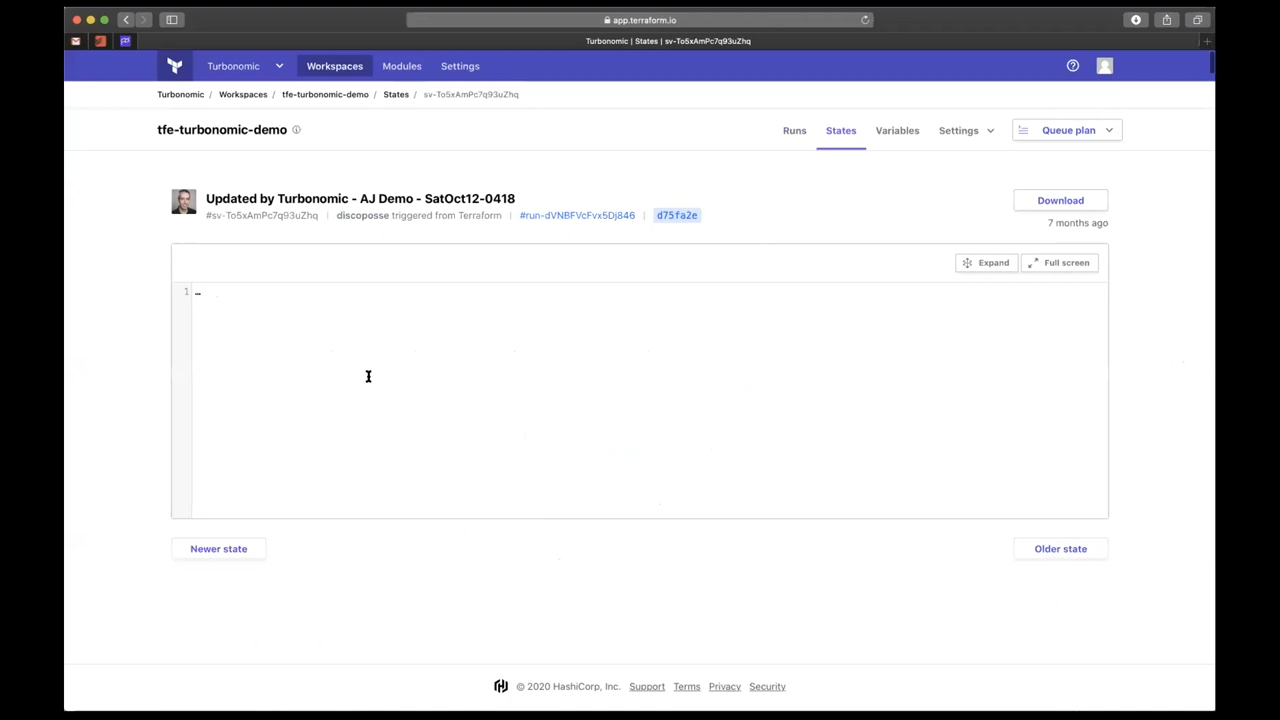 app.terraform.io
Turbonomic | States | sv-To5xAmPc7q93uZhq
Turbonomic Workspaces Modules Settings
Turbonomic / Workspaces / tfe-turbonomic-demo / States / sv-To5xAmPc7q93uZhq
tfe-turbonomic-demo Runs States Variables Settings Queue plan
Updated by Turbonomic - AJ Demo - SatOct12-0418 Download
#sv-To5xAmPc7q93uZhq | discoposse triggered from Terraform | #run-dVNBFVcFvx5Dj846 | d75fa2e
7 months ago
Expand Full screen
1 …
Newer state Older state
© 2020 HashiCorp, Inc. Support Terms Privacy Security